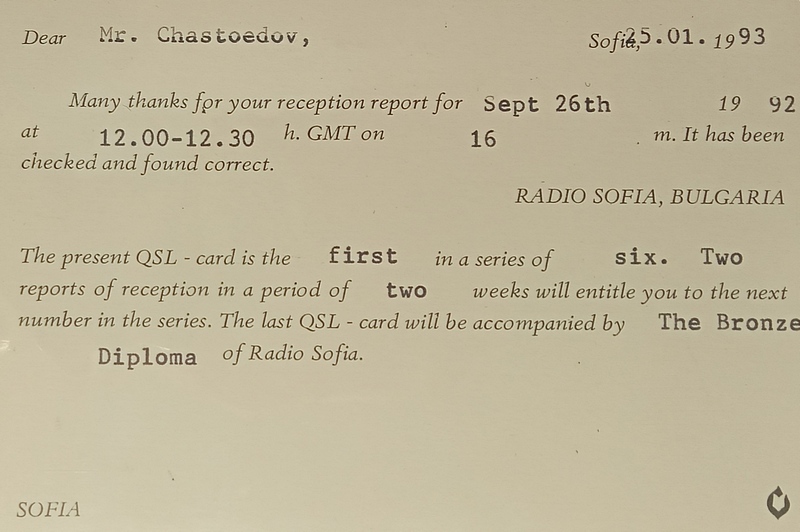 Dear Mr. Chastoedov, Sofia, 25.01. 1993
Many thanks for your reception report for Sept 26th 19 92
at 12.00-12.30 h. GMT on 16 m. It has been
checked and found correct.
RADIO SOFIA, BULGARIA
The present QSL - card is the first in a series of six. Two
reports of reception in a period of two weeks will entitle you to the next
number in the series. The last QSL - card will be accompanied by The Bronze
Diploma of Radio Sofia.
SOFIA